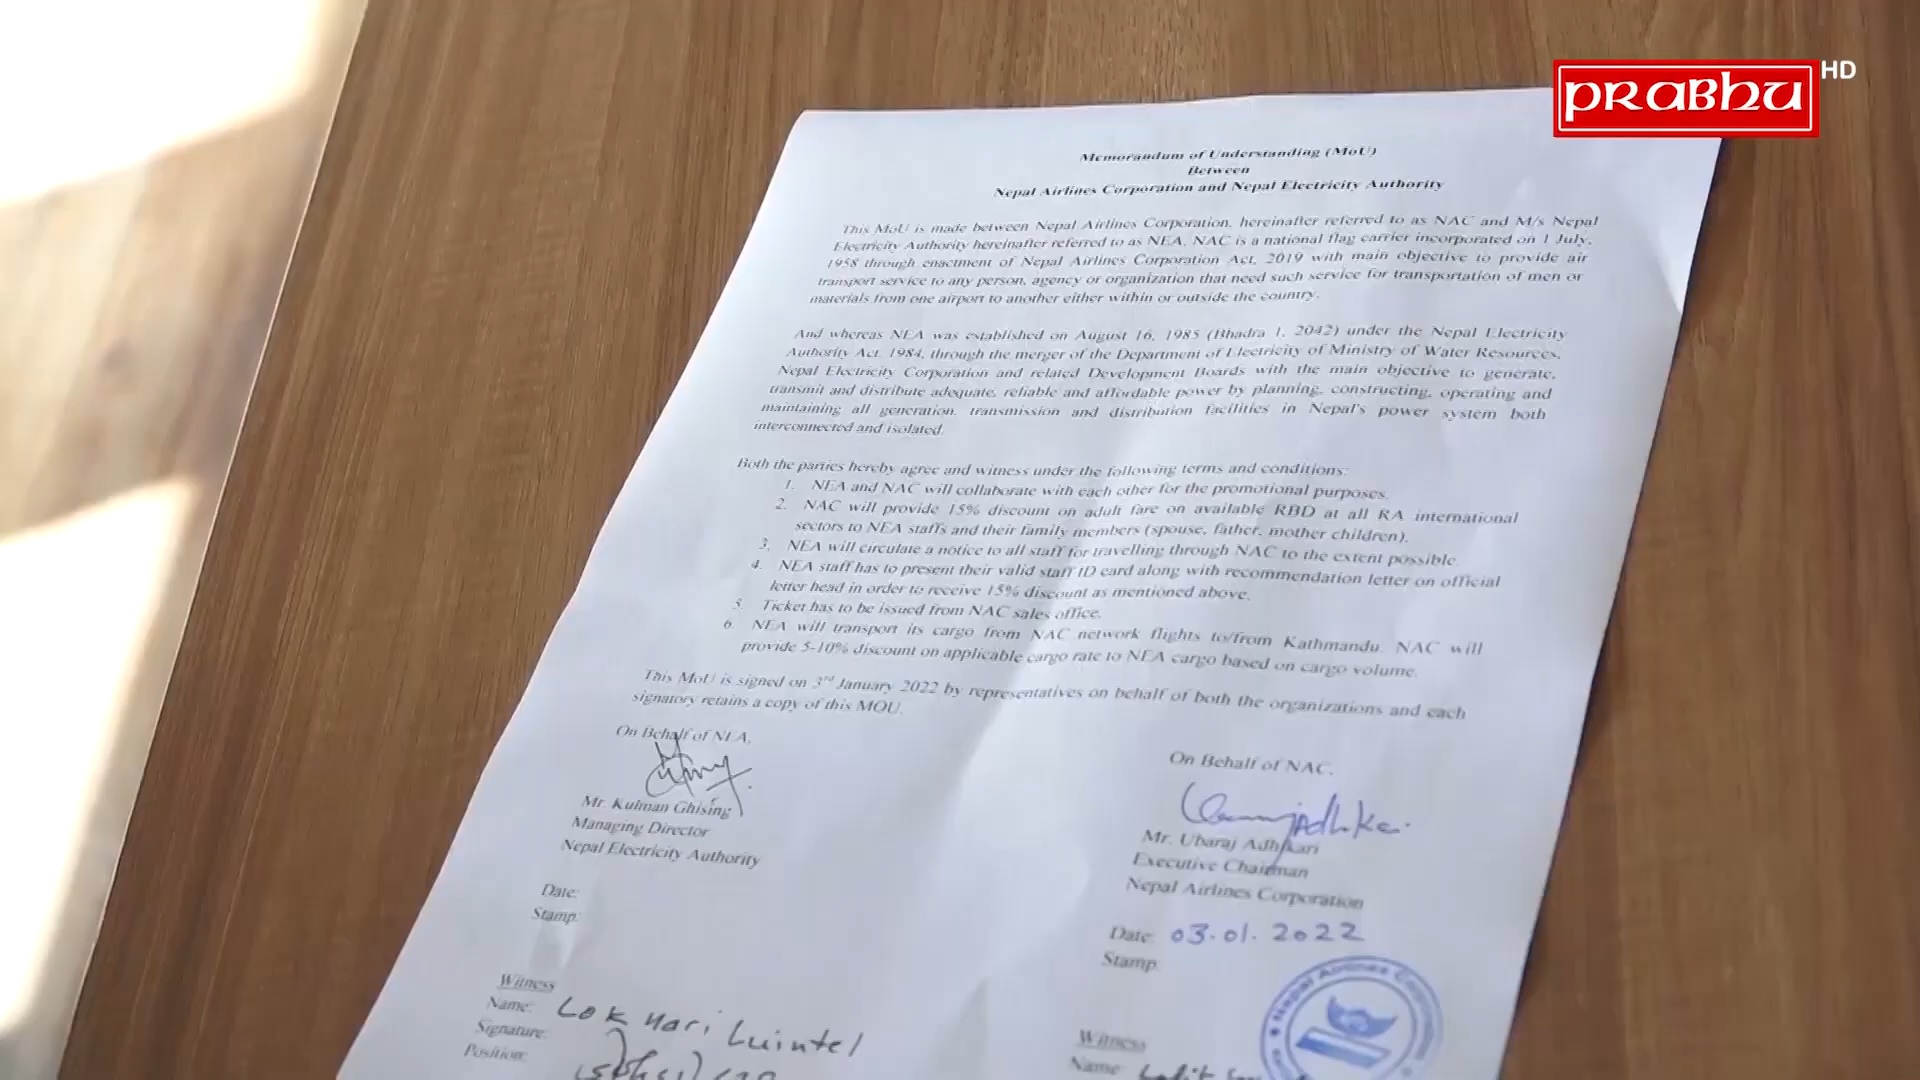 PRABHU HD
Memorandum of Understanding (MoU)
Between
Nepal Airlines Corporation and Nepal Electricity Authority
This MoU is made between Nepal Airlines Corporation, hereinafter referred to as NAC and M/s Nepal
Electricity Authority hereinafter referred to as NEA. NAC is a national flag carrier incorporated on 1 July,
1958 through enactment of Nepal Airlines Corporation Act, 2019 with main objective to provide air
transport service to any person, agency or organization that need such service for transportation of men or
materials from one airport to another either within or outside the country.
And whereas NEA was established on August 16, 1985 (Bhadra 1, 2042) under the Nepal Electricity
Authority Act. 1984, through the merger of the Department of Electricity of Ministry of Water Resources,
Nepal Electricity Corporation and related Development Boards with the main objective to generate,
transmit and distribute adequate, reliable and affordable power by planning, constructing, operating and
maintaining all generation, transmission and distribution facilities in Nepal's power system both
interconnected and isolated.
Both the parties hereby agree and witness under the following terms and conditions:
1. NEA and NAC will collaborate with each other for the promotional purposes.
2. NAC will provide 15% discount on adult fare on available RBD at all RA international
sectors to NEA staffs and their family members (spouse, father, mother children).
3. NEA will circulate a notice to all staff for travelling through NAC to the extent possible.
4. NEA staff has to present their valid staff ID card along with recommendation letter on official
letter head in order to receive 15% discount as mentioned above.
5. Ticket has to be issued from NAC sales office.
6. NEA will transport its cargo from NAC network flights to/from Kathmandu. NAC will
provide 5-10% discount on applicable cargo rate to NEA cargo based on cargo volume.
This MoU is signed on 3rd January 2022 by representatives on behalf of both the organizations and each
signatory retains a copy of this MOU.
On Behalf of NEA,
Mr. Kulman Ghising
Managing Director
Nepal Electricity Authority
Date:
Stamp:
Witness
Name: Lok Hari Luintel
Signature:
Position:
On Behalf of NAC,
Mr. Ubaraj Adhikari
Executive Chairman
Nepal Airlines Corporation
Date: 03.01.2022
Stamp
Nepal Airlines Corporation
Witness
Name: